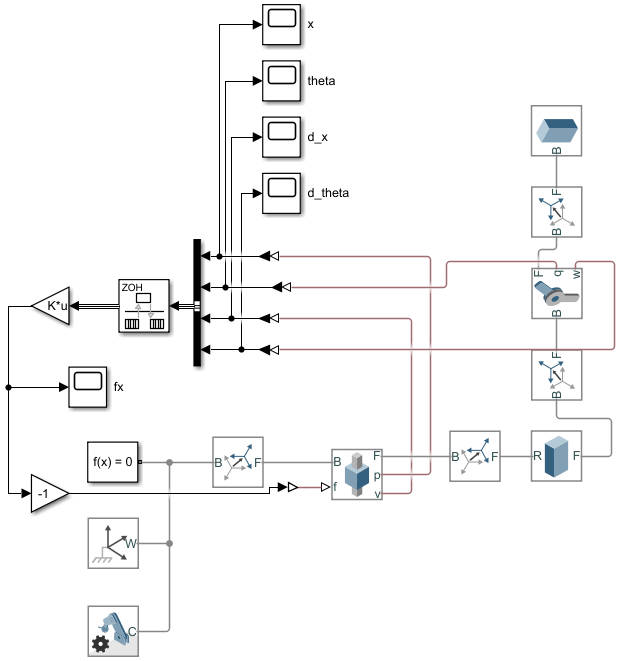 x
theta
d_x
B
d_theta
F
B
F q w
ZOH
K*u
B
F
fx
B
f(x) = 0
B F
B F
B F
R F
p
f
-1
v
W
C